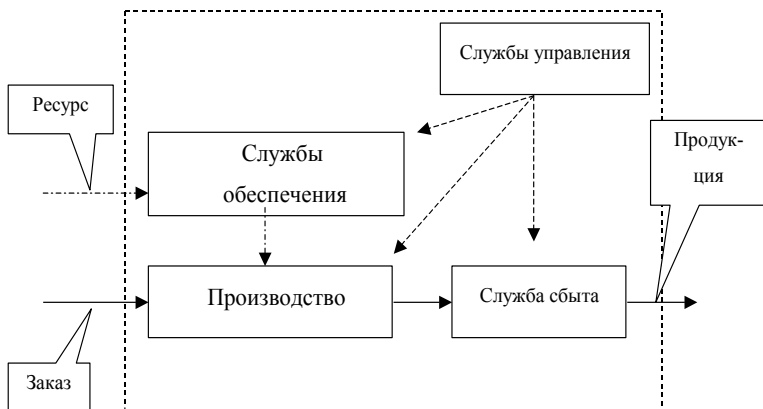 Службы управления
Ресурс
Службы
обеспечения
Продук-
ция
Производство
Служба сбыта
Заказ